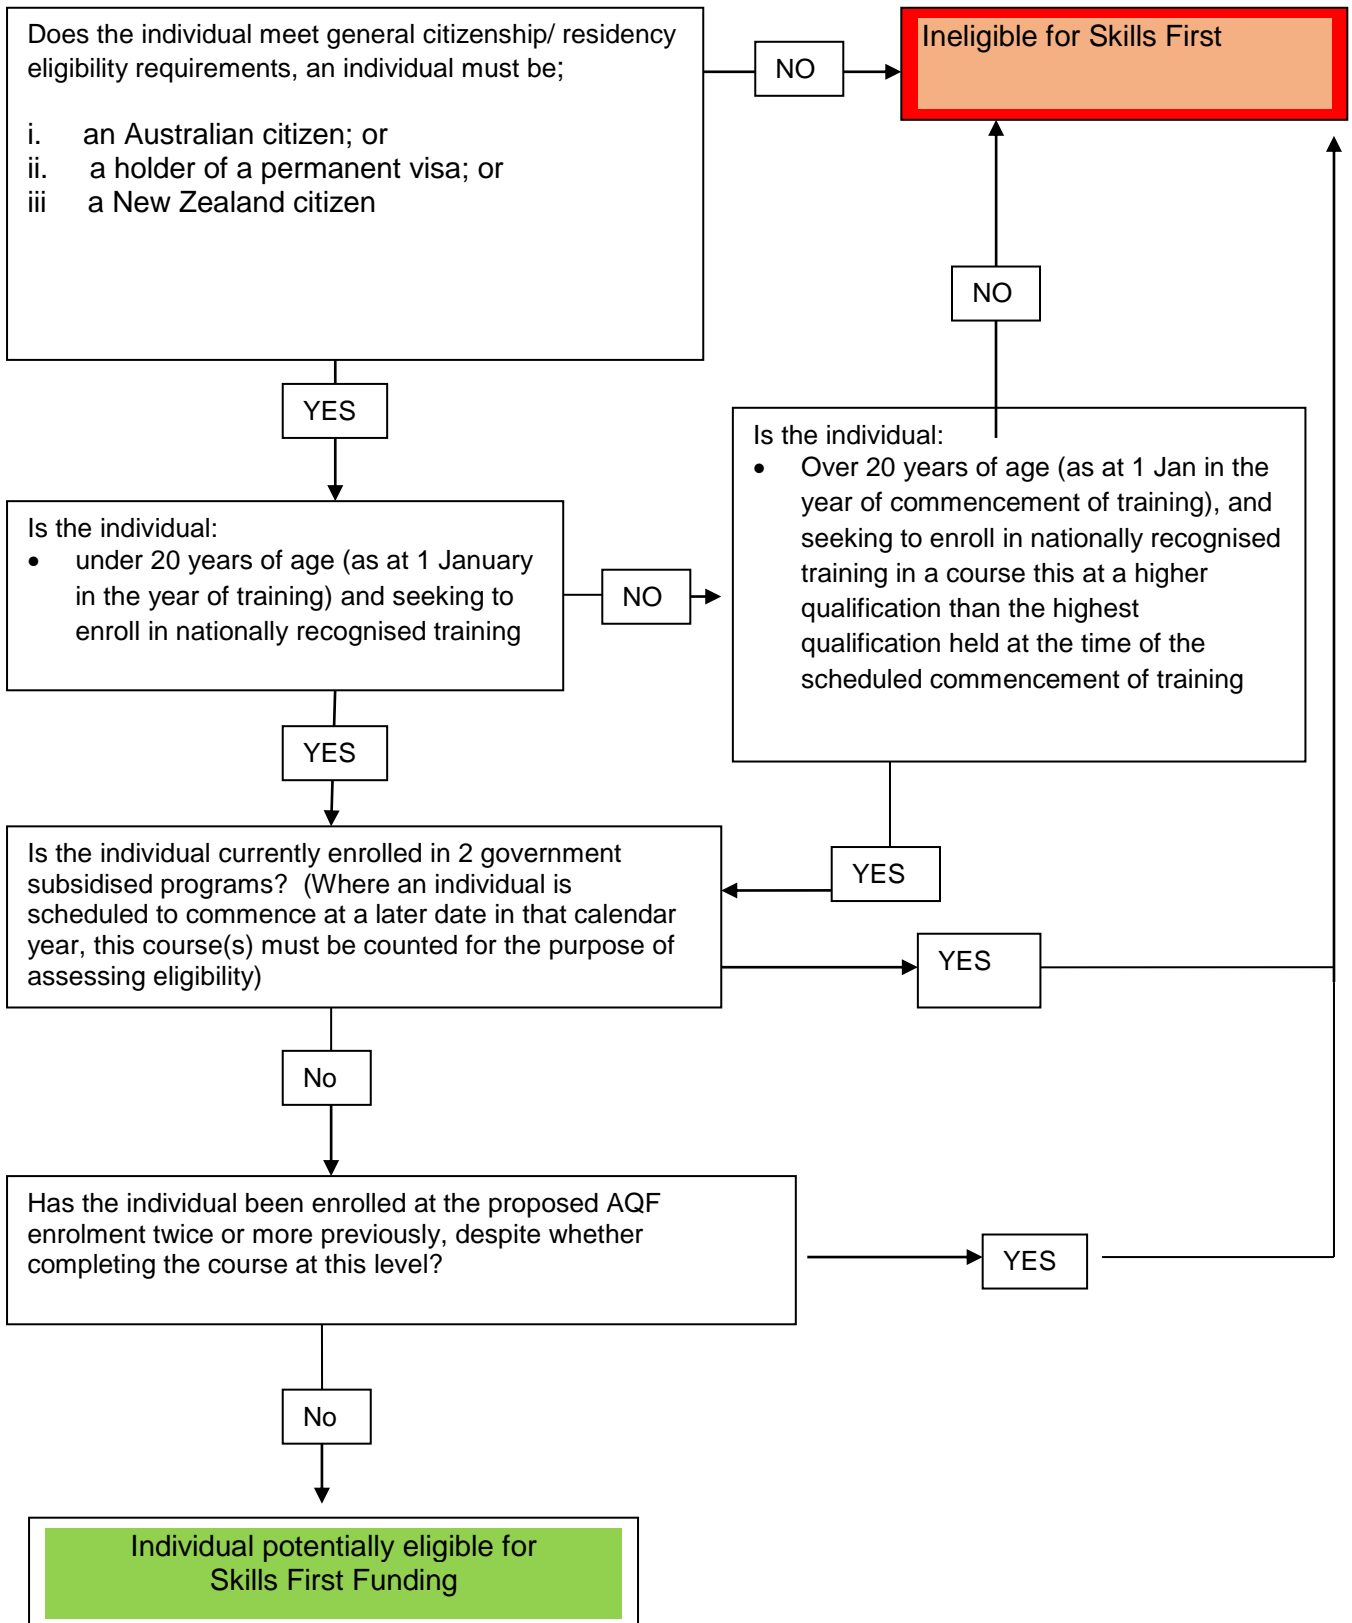 Does the individual meet general citizenship/ residency
eligibility requirements, an individual must be;
i. an Australian citizen; or
ii. a holder of a permanent visa; or
iii a New Zealand citizen
NO
Ineligible for Skills First
NO
YES
Is the individual:
• Over 20 years of age (as at 1 Jan in the
year of commencement of training), and
seeking to enroll in nationally recognised
training in a course this at a higher
qualification than the highest
qualification held at the time of the
scheduled commencement of training
Is the individual:
• under 20 years of age (as at 1 January
in the year of training) and seeking to
enroll in nationally recognised training
NO
YES
YES
Is the individual currently enrolled in 2 government
subsidised programs? (Where an individual is
scheduled to commence at a later date in that calendar
year, this course(s) must be counted for the purpose of
assessing eligibility)
YES
No
Has the individual been enrolled at the proposed AQF
enrolment twice or more previously, despite whether
completing the course at this level?
YES
No
Individual potentially eligible for
Skills First Funding